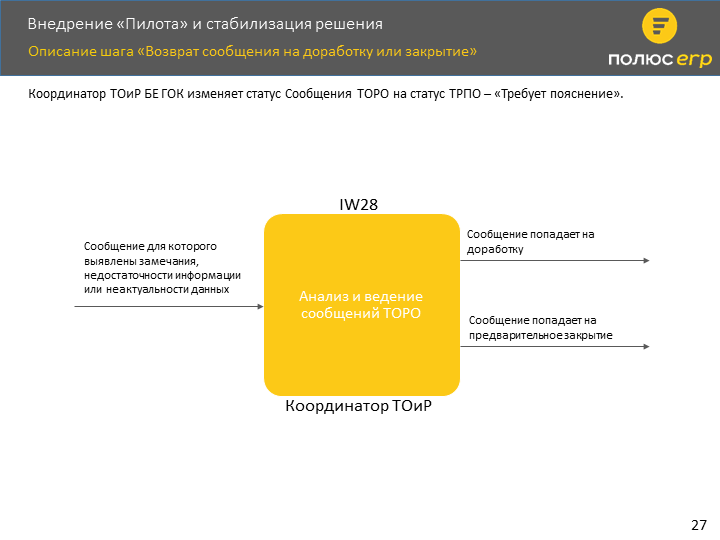 Внедрение «Пилота» и стабилизация решения
Описание шага «Возврат сообщения на доработку или закрытие»
ПОЛЮС erp
Координатор ТОиР БЕ ГОК изменяет статус Сообщения ТОРО на статус ТРПО – «Требует пояснение».
IW28
Сообщение для которого
выявлены замечания,
недостаточности информации
или неактуальности данных
Анализ и ведение
сообщений ТОРО
Сообщение попадает на
доработку
Сообщение попадает на
предварительное закрытие
Координатор ТОиР
27